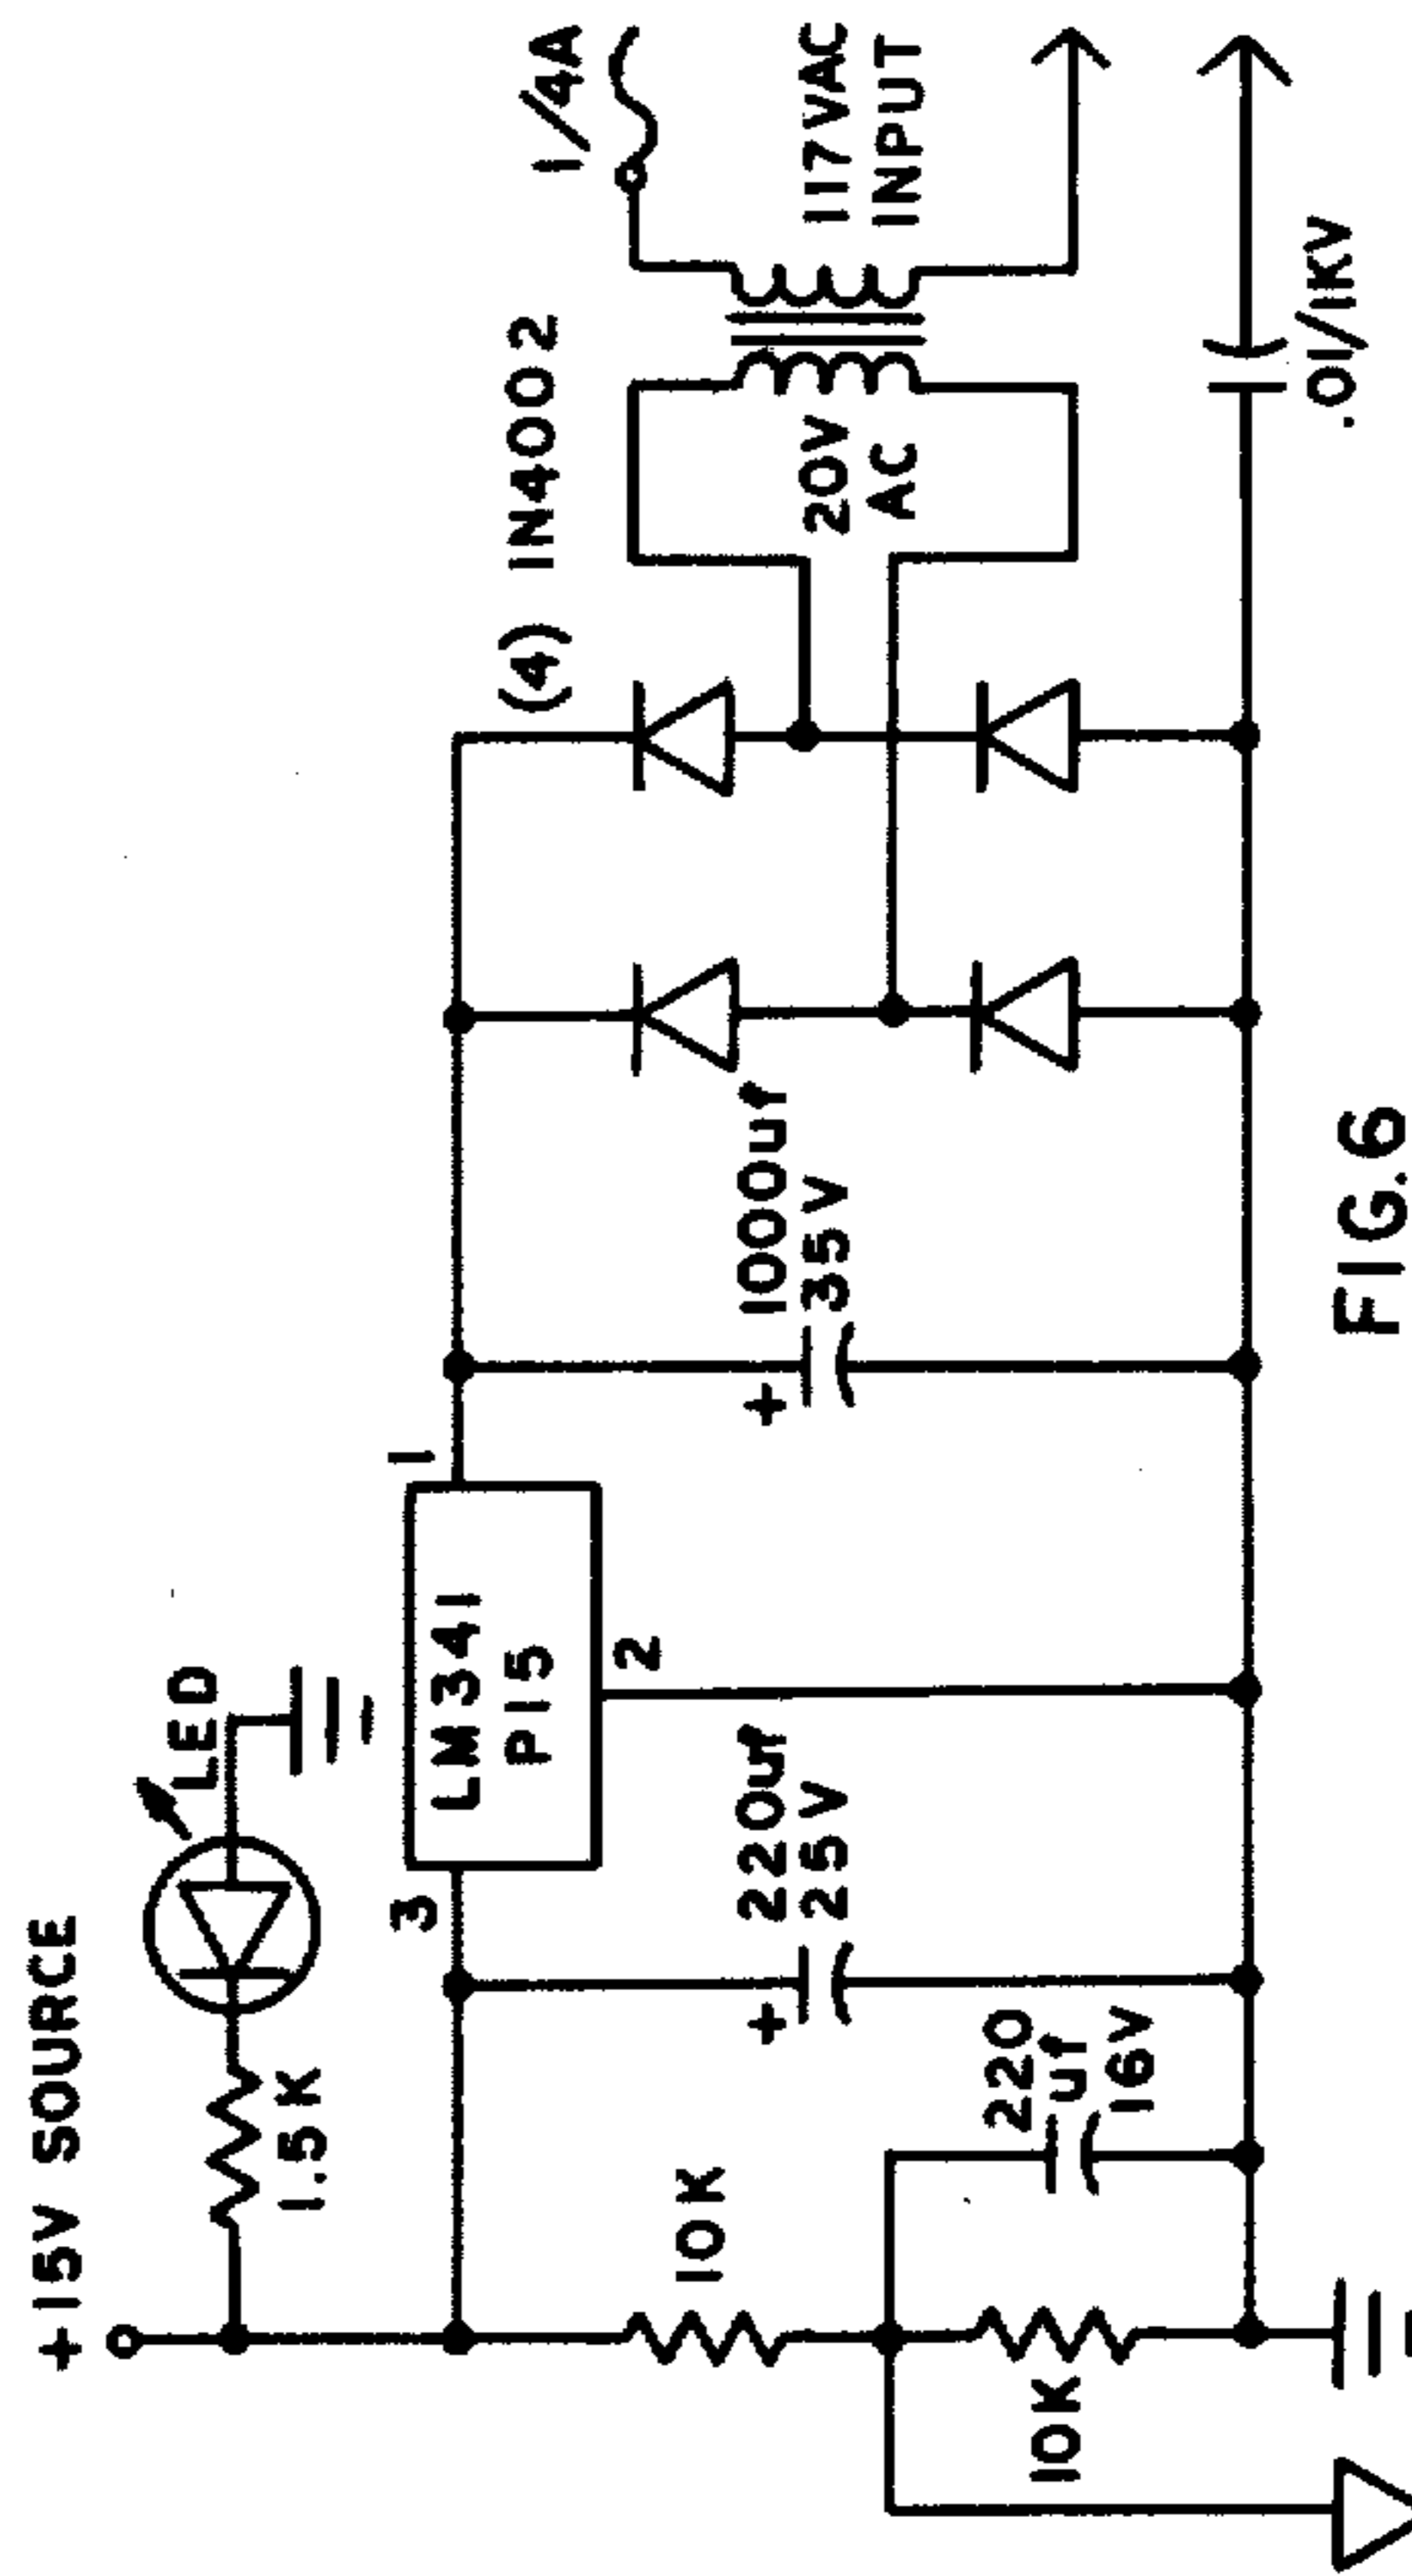 +15V SOURCE
LED
1.5K
3
LM341
P15
1
2
(4) IN4002
1/4A
117VAC
INPUT
20V
AC
1000uf
35V
+
220uf
25V
+
10K
220
uf
16V
10K
.01/1KV
FIG.6